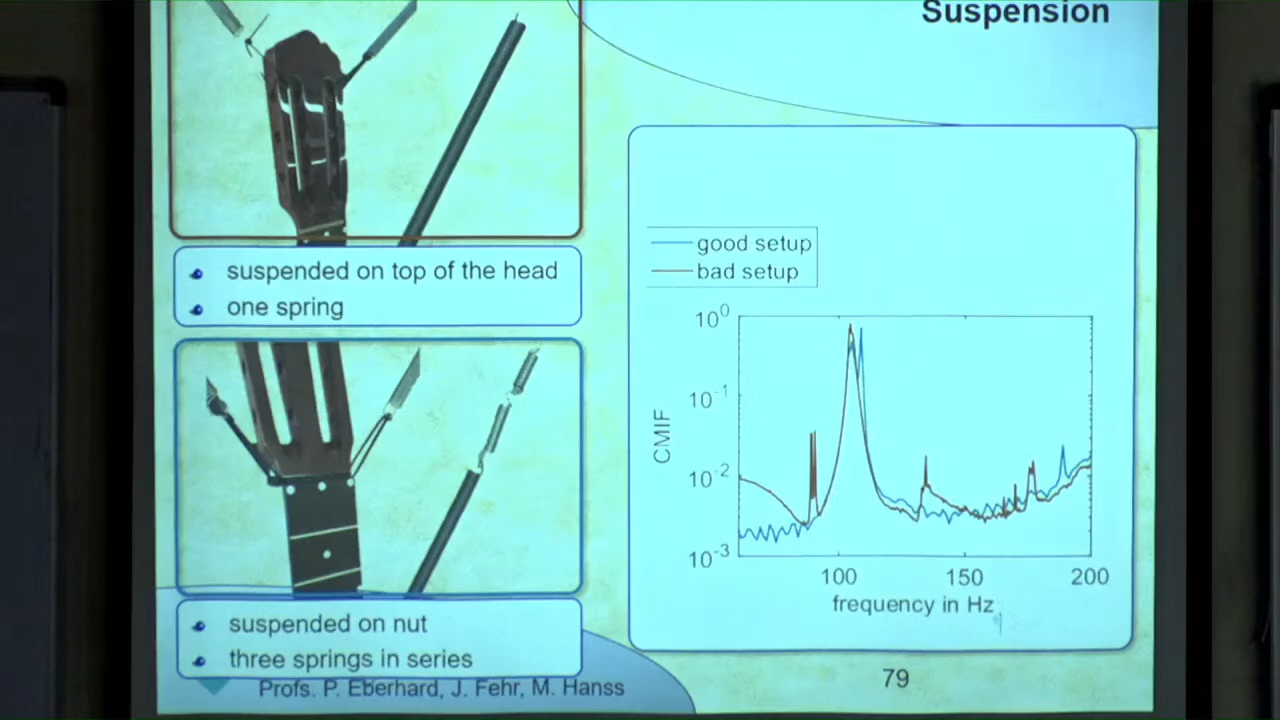 Suspension
suspended on top of the head
one spring
suspended on nut
three springs in series
good setup
bad setup
10⁰
10⁻¹
10⁻²
10⁻³
CMIF
100 150 200
frequency in Hz
Profs. P. Eberhard, J. Fehr, M. Hanss
79